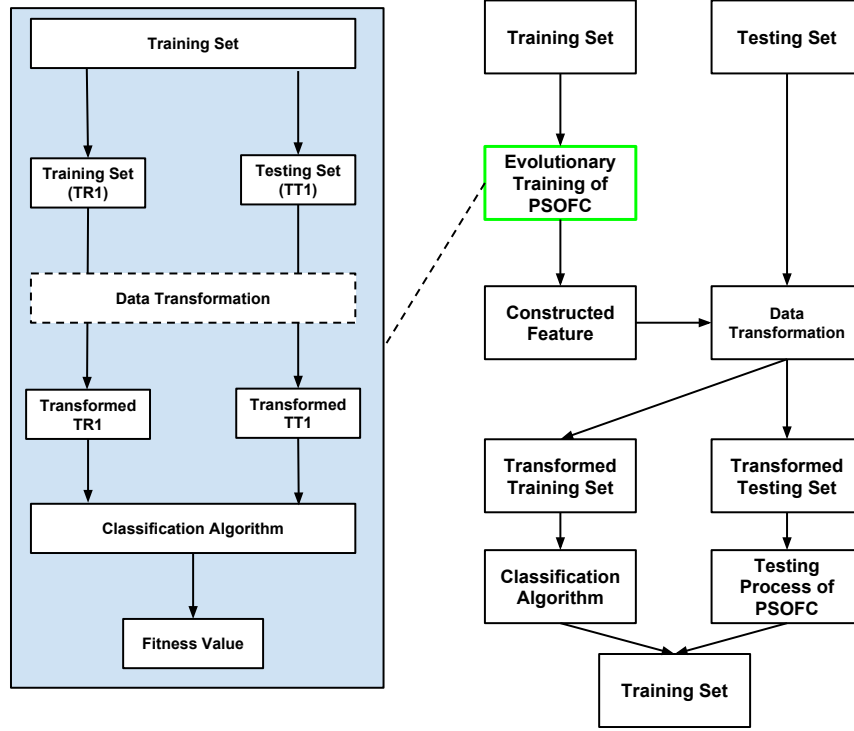 Training Set
Training Set
(TR1)
Testing Set
(TT1)
Data Transformation
Transformed
TR1
Transformed
TT1
Classification Algorithm
Fitness Value
Training Set
Testing Set
Evolutionary
Training of
PSOFC
Constructed
Feature
Data
Transformation
Transformed
Training Set
Transformed
Testing Set
Classification
Algorithm
Testing
Process of
PSOFC
Training Set